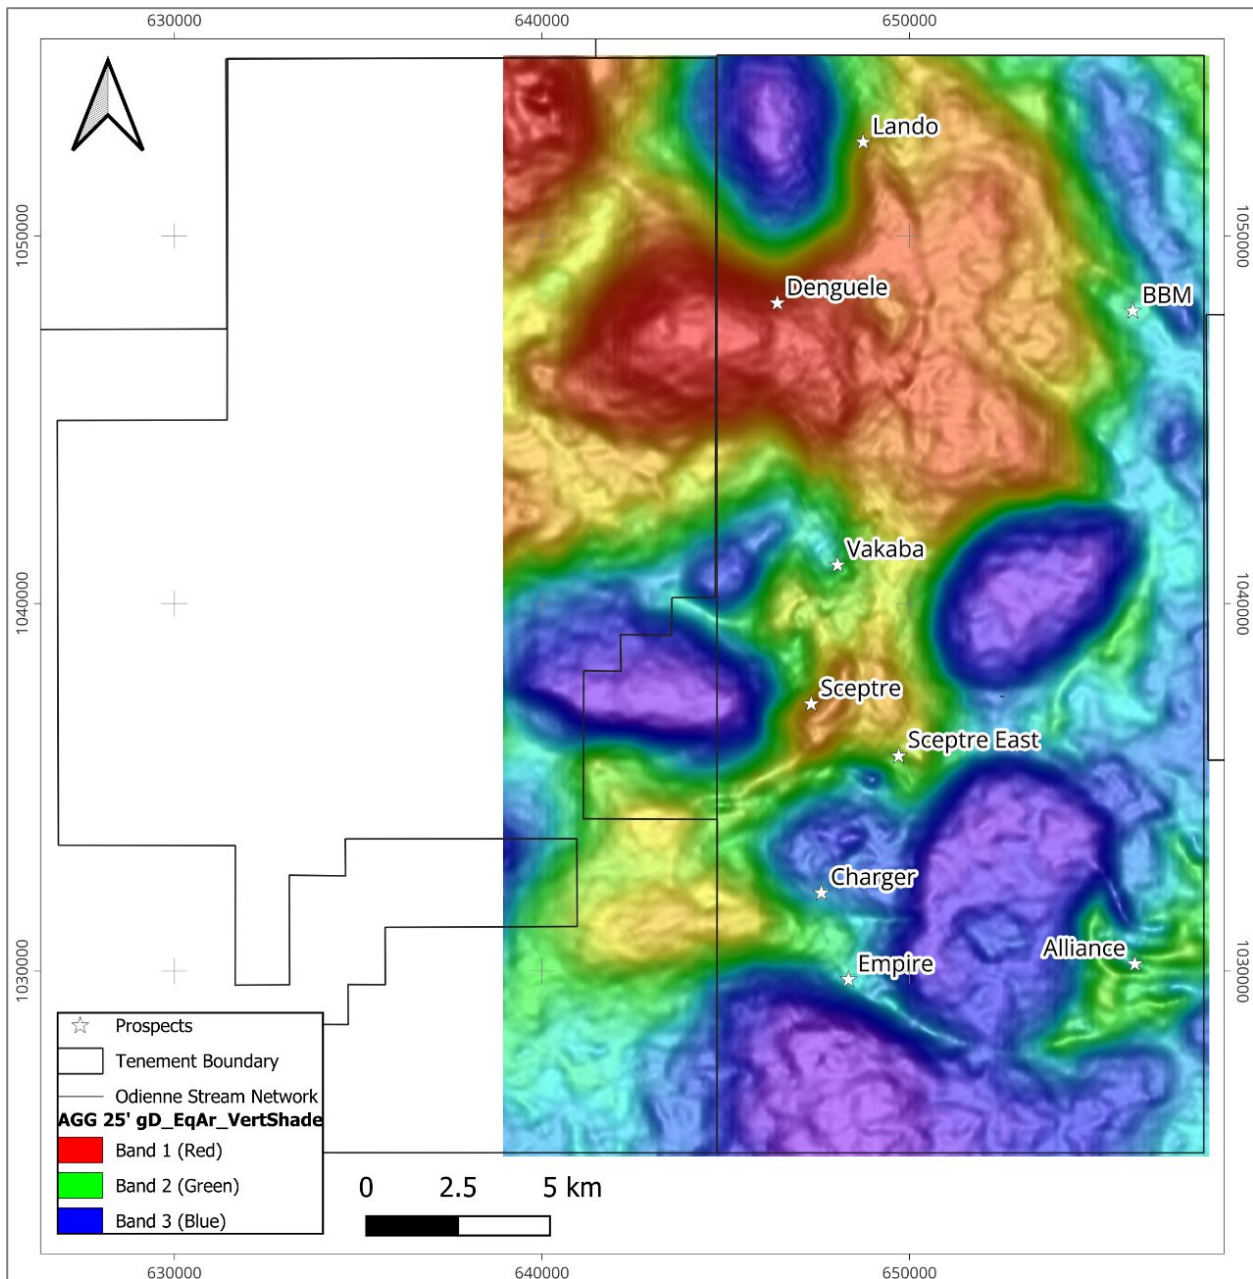 630000
640000
650000
Lando
1050000
1050000
Denguele
BBM
Vakaba
1040000
1040000
Sceptre
Sceptre East
Charger
Alliance
Empire
1030000
1030000
Prospects
Tenement Boundary
Odienne Stream Network
AGG 25' gD_EqAr_VertShade
Band 1 (Red)
Band 2 (Green)
Band 3 (Blue)
0 2.5 5 km
630000
640000
650000